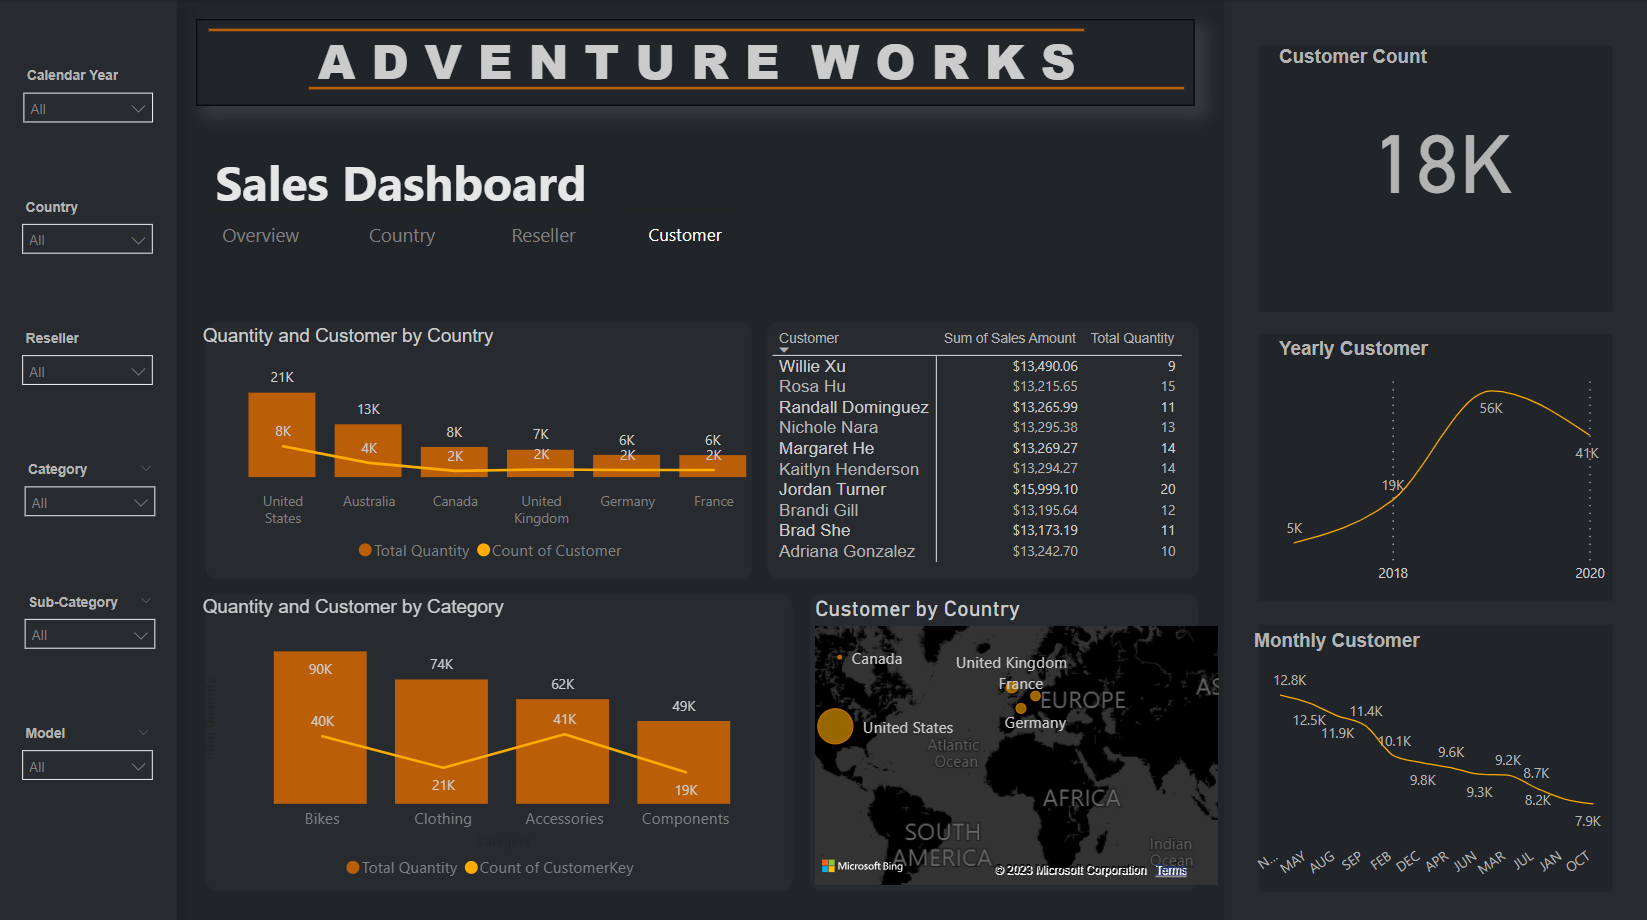 ADVENTURE WORKS
Sales Dashboard
Overview Country Reseller Customer
Calendar Year
All
Country
All
Reseller
All
Category
All
Sub-Category
All
Model
All
Quantity and Customer by Country
21K
13K
8K
7K
6K
6K
8K
4K
2K
2K
2K
2K
United States
Australia
Canada
United Kingdom
Germany
France
Total Quantity Count of Customer
Customer Sum of Sales Amount Total Quantity
Willie Xu $13,490.06 9
Rosa Hu $13,215.65 15
Randall Dominguez $13,265.99 11
Nichole Nara $13,295.38 13
Margaret He $13,269.27 14
Kaitlyn Henderson $13,294.27 14
Jordan Turner $15,999.10 20
Brandi Gill $13,195.64 12
Brad She $13,173.19 11
Adriana Gonzalez $13,242.70 10
Quantity and Customer by Category
90K
74K
62K
49K
40K
21K
41K
19K
Bikes Clothing Accessories Components
Total Quantity Count of CustomerKey
Customer by Country
Canada
United Kingdom
France
EUROPE
AS
Germany
United States
Atlantic
Ocean
AFRICA
SOUTH
AMERICA
Indian
Ocean
Microsoft Bing
© 2023 Microsoft Corporation Terms
Customer Count
18K
Yearly Customer
5K
19K
56K
41K
2018 2020
Monthly Customer
12.8K
12.5K
11.9K
11.4K
10.1K
9.8K
9.6K
9.3K
9.2K
8.7K
8.2K
7.9K
N... MAY AUG SEP FEB DEC APR JUN MAR JUL JAN OCT